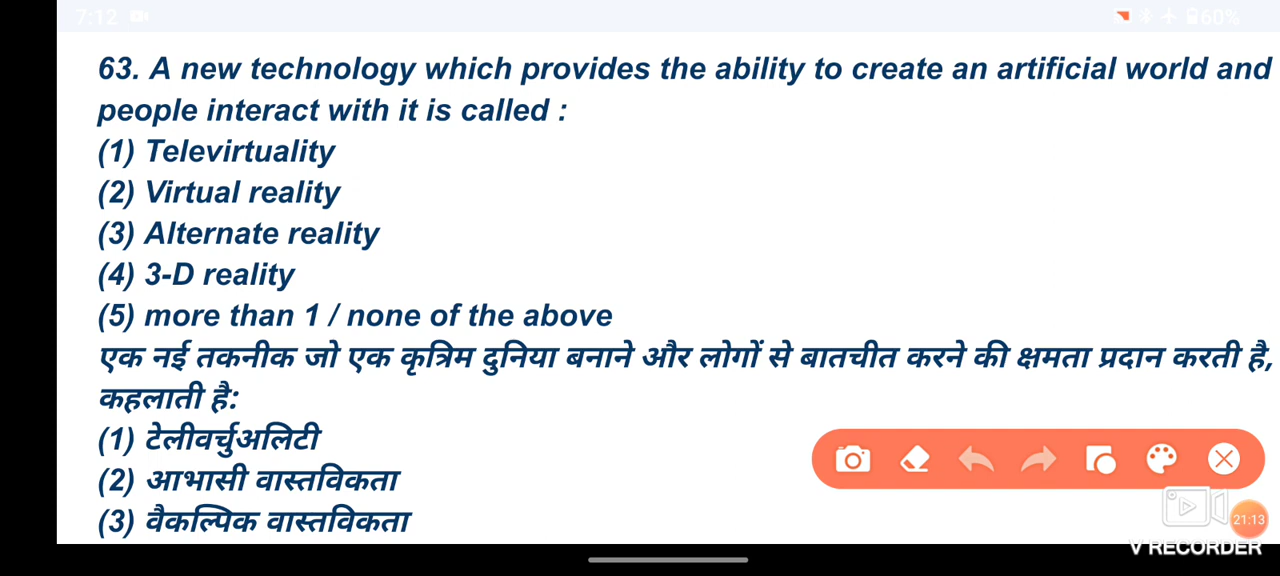 7:12
60%
63. A new technology which provides the ability to create an artificial world and
people interact with it is called :
(1) Televirtuality
(2) Virtual reality
(3) Alternate reality
(4) 3-D reality
(5) more than 1 / none of the above
एक नई तकनीक जो एक कृत्रिम दुनिया बनाने और लोगों से बातचीत करने की क्षमता प्रदान करती है,
कहलाती है:
(1) टेलीवर्चुअलिटी
(2) आभासी वास्तविकता
(3) वैकल्पिक वास्तविकता
21:13
V RECORDER